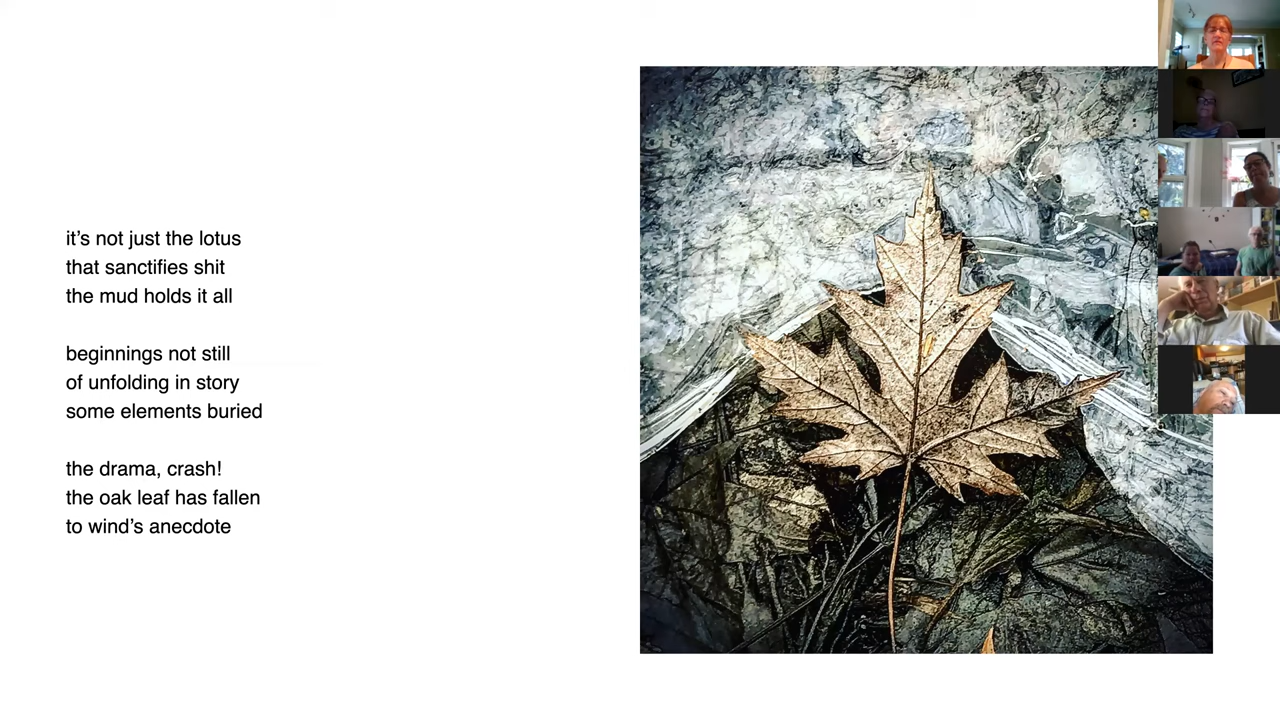 it’s not just the lotus
that sanctifies shit
the mud holds it all
beginnings not still
of unfolding in story
some elements buried
the drama, crash!
the oak leaf has fallen
to wind’s anecdote